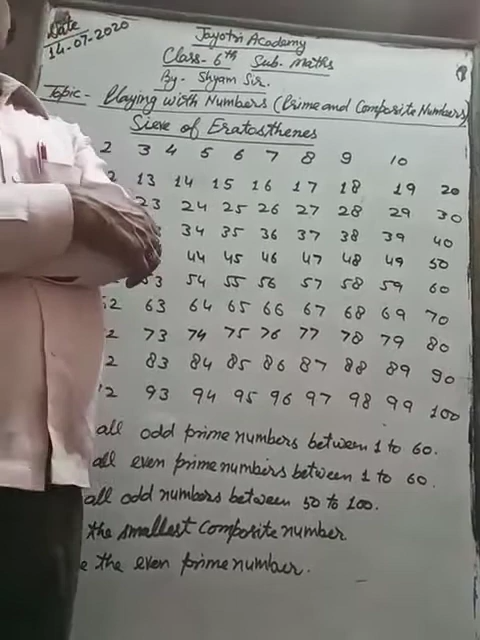 Date
14-07-2020
Jayotri Academy
Class- 6th Sub- Maths
By- Shyam Sir.
Topic- Playing with Numbers (Prime and Composite Numbers)
Sieve of Eratosthenes
2 3 4 5 6 7 8 9 10
2 13 14 15 16 17 18 19 20
23 24 25 26 27 28 29 30
34 35 36 37 38 39 40
44 45 46 47 48 49 50
53 54 55 56 57 58 59 60
62 63 64 65 66 67 68 69 70
2 73 74 75 76 77 78 79 80
2 83 84 85 86 87 88 89 90
2 93 94 95 96 97 98 99 100
all odd prime numbers between 1 to 60.
all even prime numbers between 1 to 60.
all odd numbers between 50 to 100.
the smallest Composite number
e the even prime number.